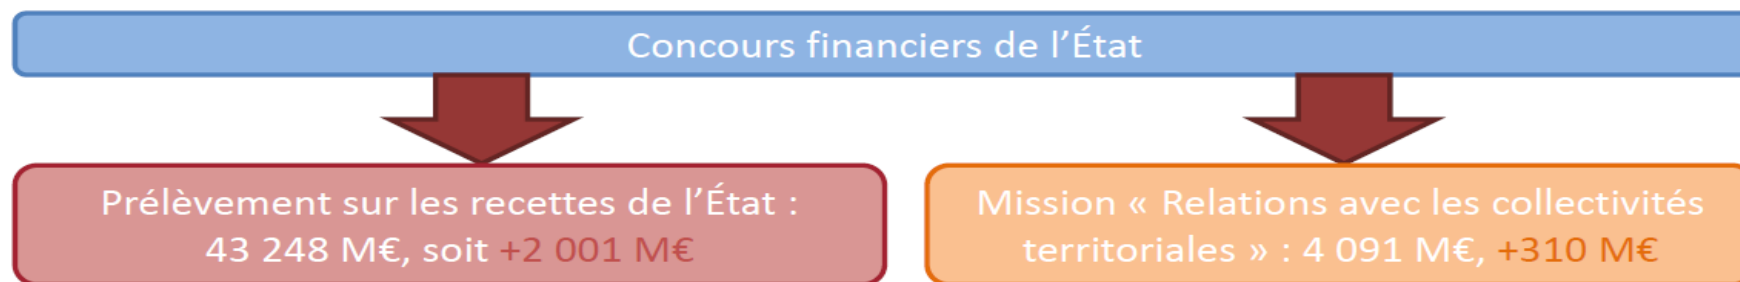 Concours financiers de l’État
Prélèvement sur les recettes de l’État :
43 248 M€, soit +2 001 M€
Mission « Relations avec les collectivités
territoriales » : 4 091 M€, +310 M€